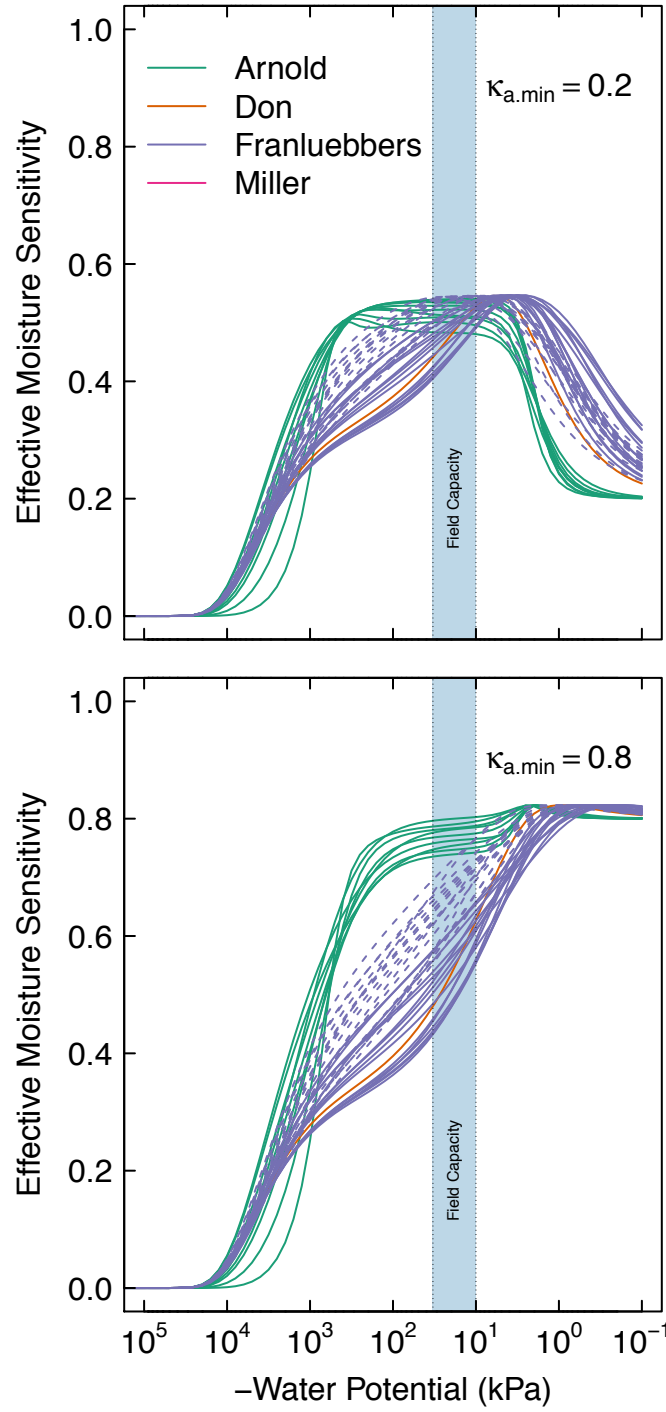 1.0
0.8
0.6
0.4
0.2
0.0
Effective Moisture Sensitivity
Arnold
Don
Franluebbers
Miller
κa.min = 0.2
Field Capacity
1.0
0.8
0.6
0.4
0.2
0.0
Effective Moisture Sensitivity
κa.min = 0.8
Field Capacity
10⁵ 10⁴ 10³ 10² 10¹ 10⁰ 10⁻¹
−Water Potential (kPa)